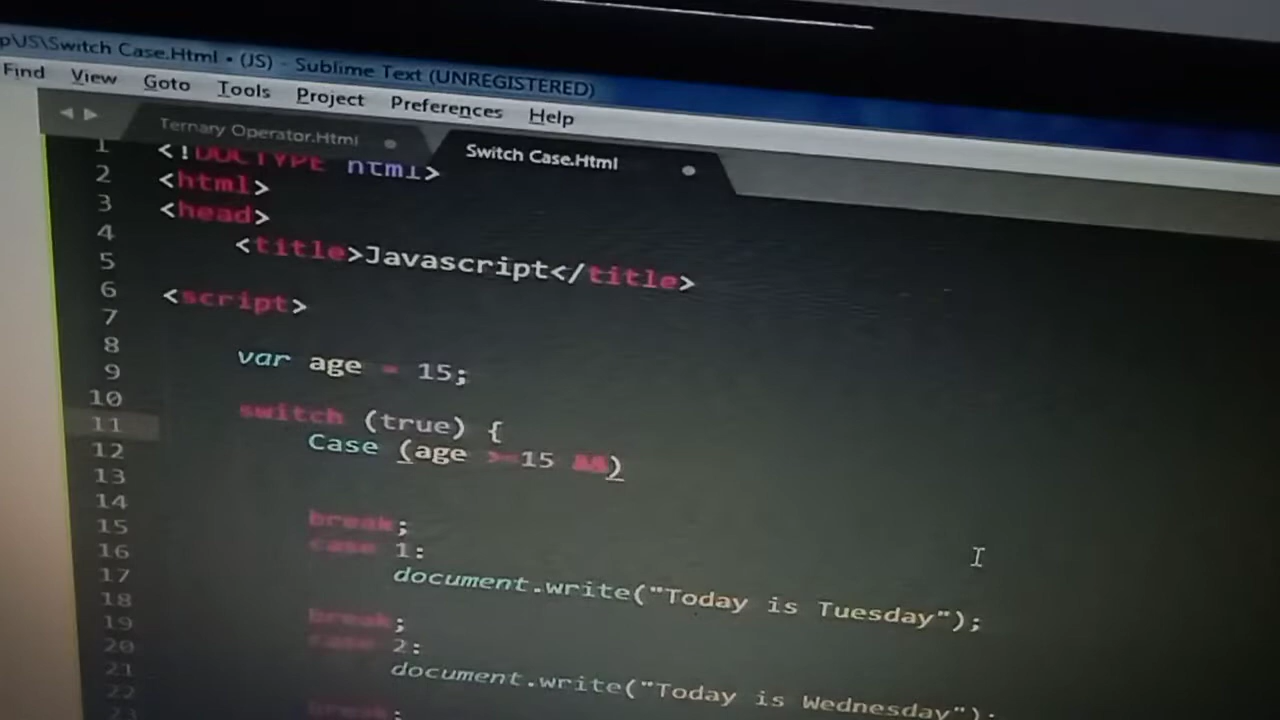 p\JS\Switch Case.Html • (JS) - Sublime Text (UNREGISTERED)
Find View Goto Tools Project Preferences Help
Ternary Operator.Html Switch Case.Html
1 <!DOCTYPE html>
2 <html>
3 <head>
4 <title>Javascript</title>
5
6 <script>
7
8 var age = 15;
9
10 switch (true) {
11 Case (age >=15 &&)
12
13
14 break;
15 case 1:
16 document.write("Today is Tuesday");
17
18 break;
19 case 2:
20 document.write("Today is Wednesday");
21
22 break;
23